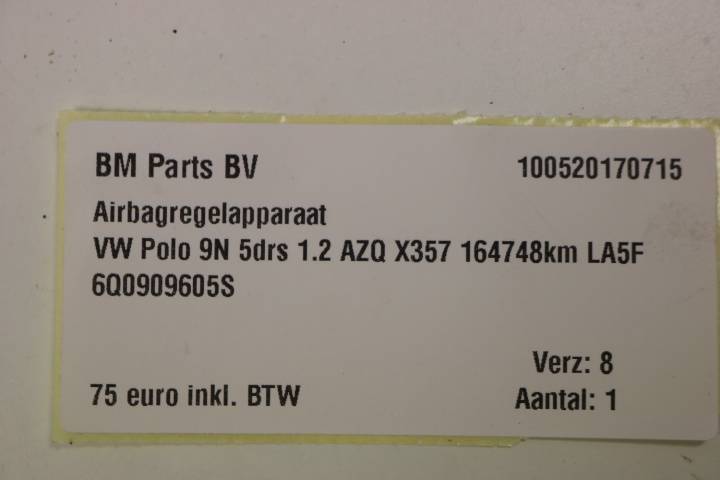 BM Parts BV 100520170715
Airbagregelapparaat
VW Polo 9N 5drs 1.2 AZQ X357 164748km LA5F
6Q0909605S
Verz: 8
75 euro inkl. BTW Aantal: 1